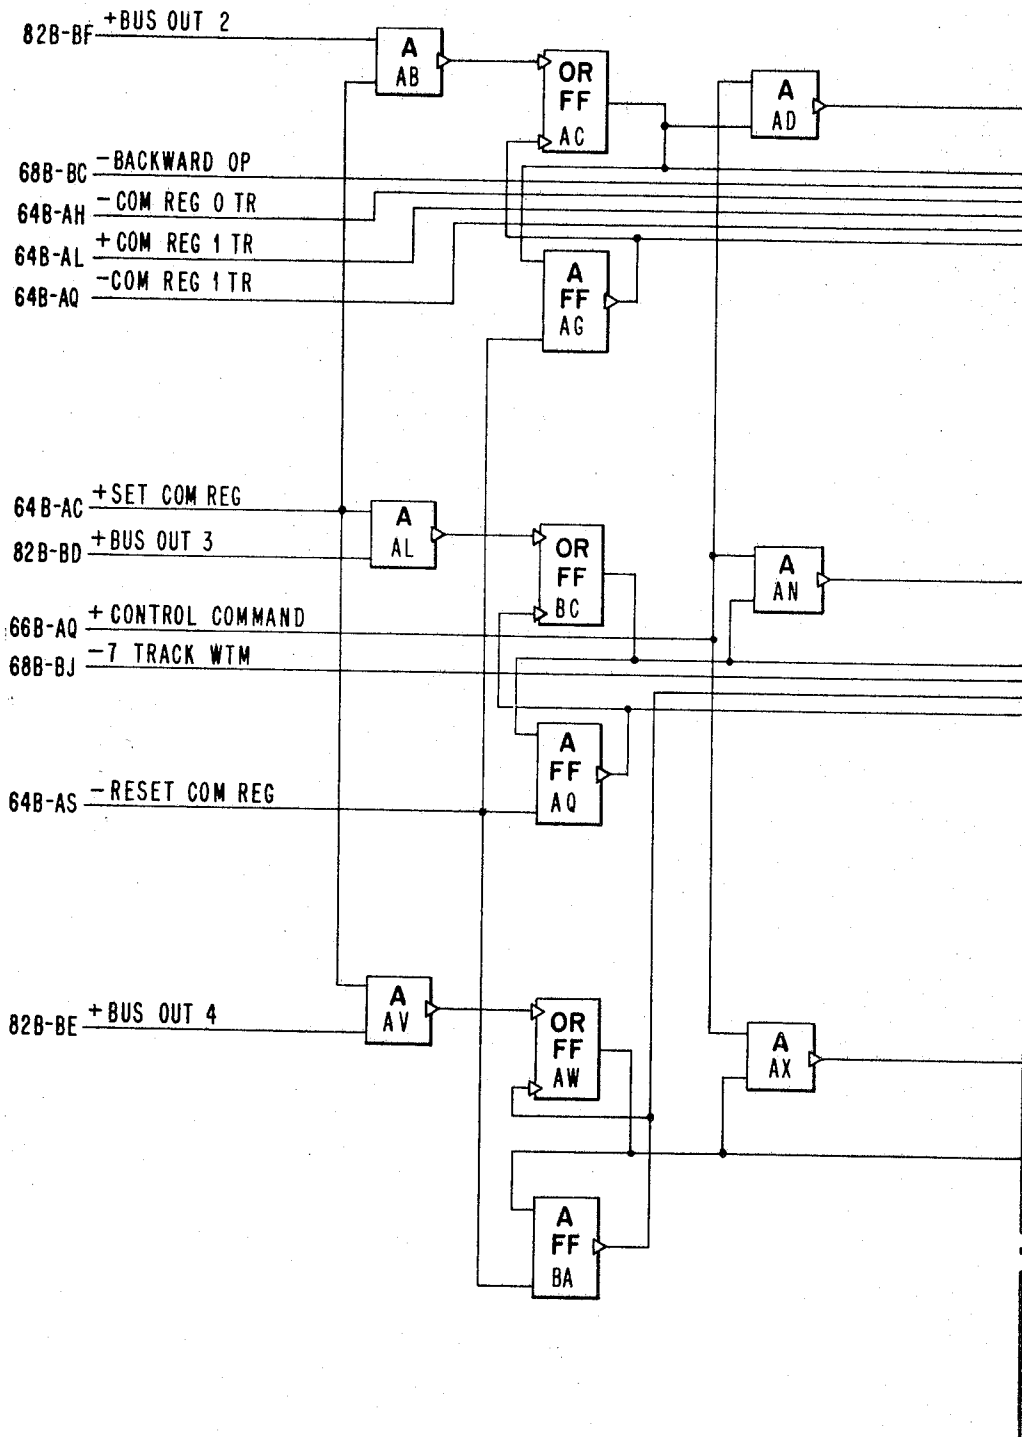 82B-BF +BUS OUT 2
A
AB
OR
FF
AC
A
AD
68B-BC -BACKWARD OP
64B-AH -COM REG 0 TR
64B-AL +COM REG 1 TR
64B-AQ -COM REG 1 TR
A
FF
AG
64B-AC +SET COM REG
82B-BD +BUS OUT 3
A
AL
OR
FF
BC
A
AN
66B-AQ + CONTROL COMMAND
68B-BJ -7 TRACK WTM
A
FF
AQ
64B-AS -RESET COM REG
82B-BE +BUS OUT 4
A
AV
OR
FF
AW
A
AX
A
FF
BA